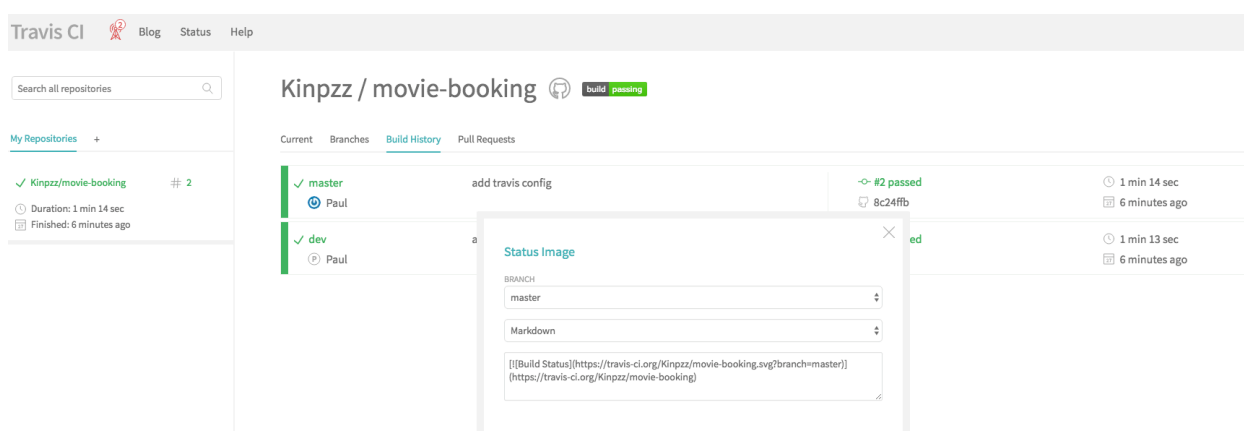 Travis CI 2 Blog Status Help
Search all repositories
My Repositories +
Kinpzz/movie-booking # 2
Duration: 1 min 14 sec
Finished: 6 minutes ago
Kinpzz / movie-booking build passing
Current Branches Build History Pull Requests
master add travis config #2 passed 1 min 14 sec
Paul 8c24ffb 6 minutes ago
dev a ed 1 min 13 sec
P Paul 6 minutes ago
Status Image
BRANCH
master
Markdown
[![Build Status](https://travis-ci.org/Kinpzz/movie-booking.svg?branch=master)]
(https://travis-ci.org/Kinpzz/movie-booking)